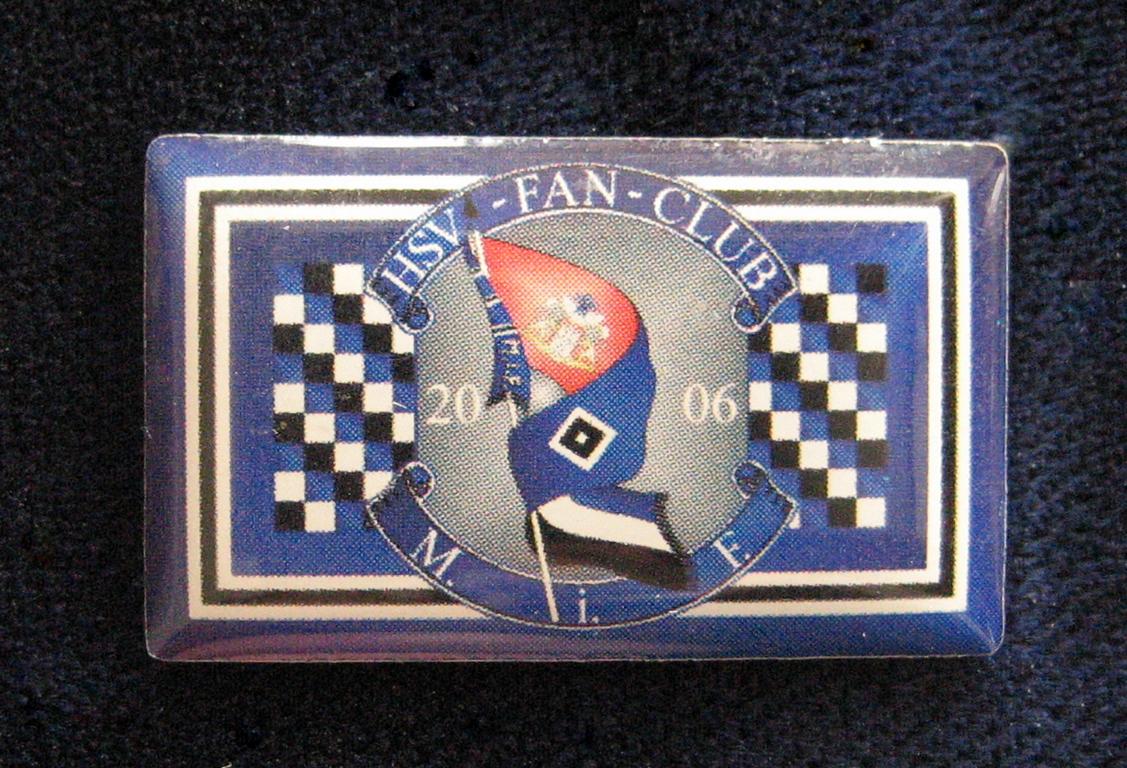 HSV-FAN-CLUB
20 06
M. i. E.